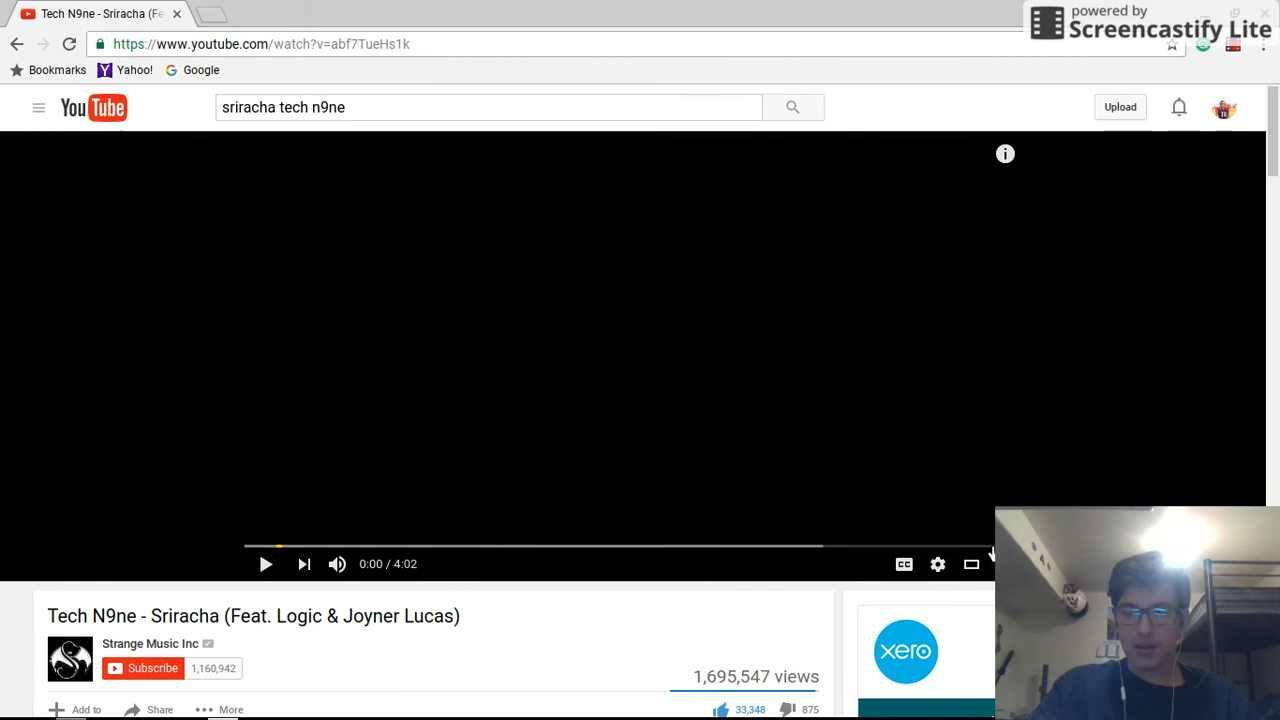 Tech N9ne - Sriracha (Fe
powered by
Screencastify Lite
https://www.youtube.com/watch?v=abf7TueHs1k
Bookmarks Yahoo! Google
YouTube sriracha tech n9ne Upload
i
0:00 / 4:02 CC
Tech N9ne - Sriracha (Feat. Logic & Joyner Lucas)
Strange Music Inc
Subscribe 1,160,942
xero
1,695,547 views
Add to Share More 33,348 875